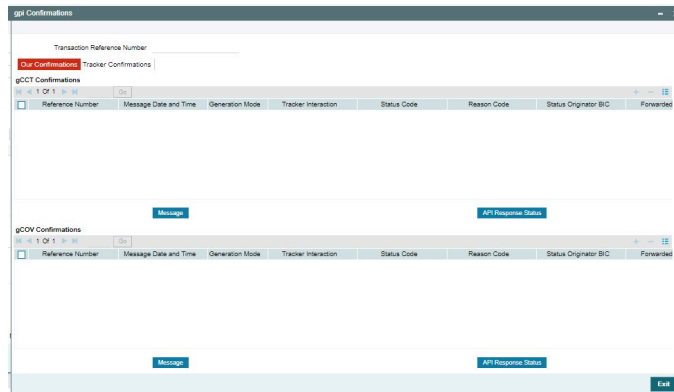 gpi Confirmations
Transaction Reference Number
Our Confirmations Tracker Confirmations
gCCT Confirmations
1 Of 1 Go
Reference Number Message Date and Time Generation Mode Tracker Interaction Status Code Reason Code Status Originator BIC Forwarded
Message API Response Status
gCOV Confirmations
1 Of 1 Go
Reference Number Message Date and Time Generation Mode Tracker Interaction Status Code Reason Code Status Originator BIC Forwarded
Message API Response Status
Exit